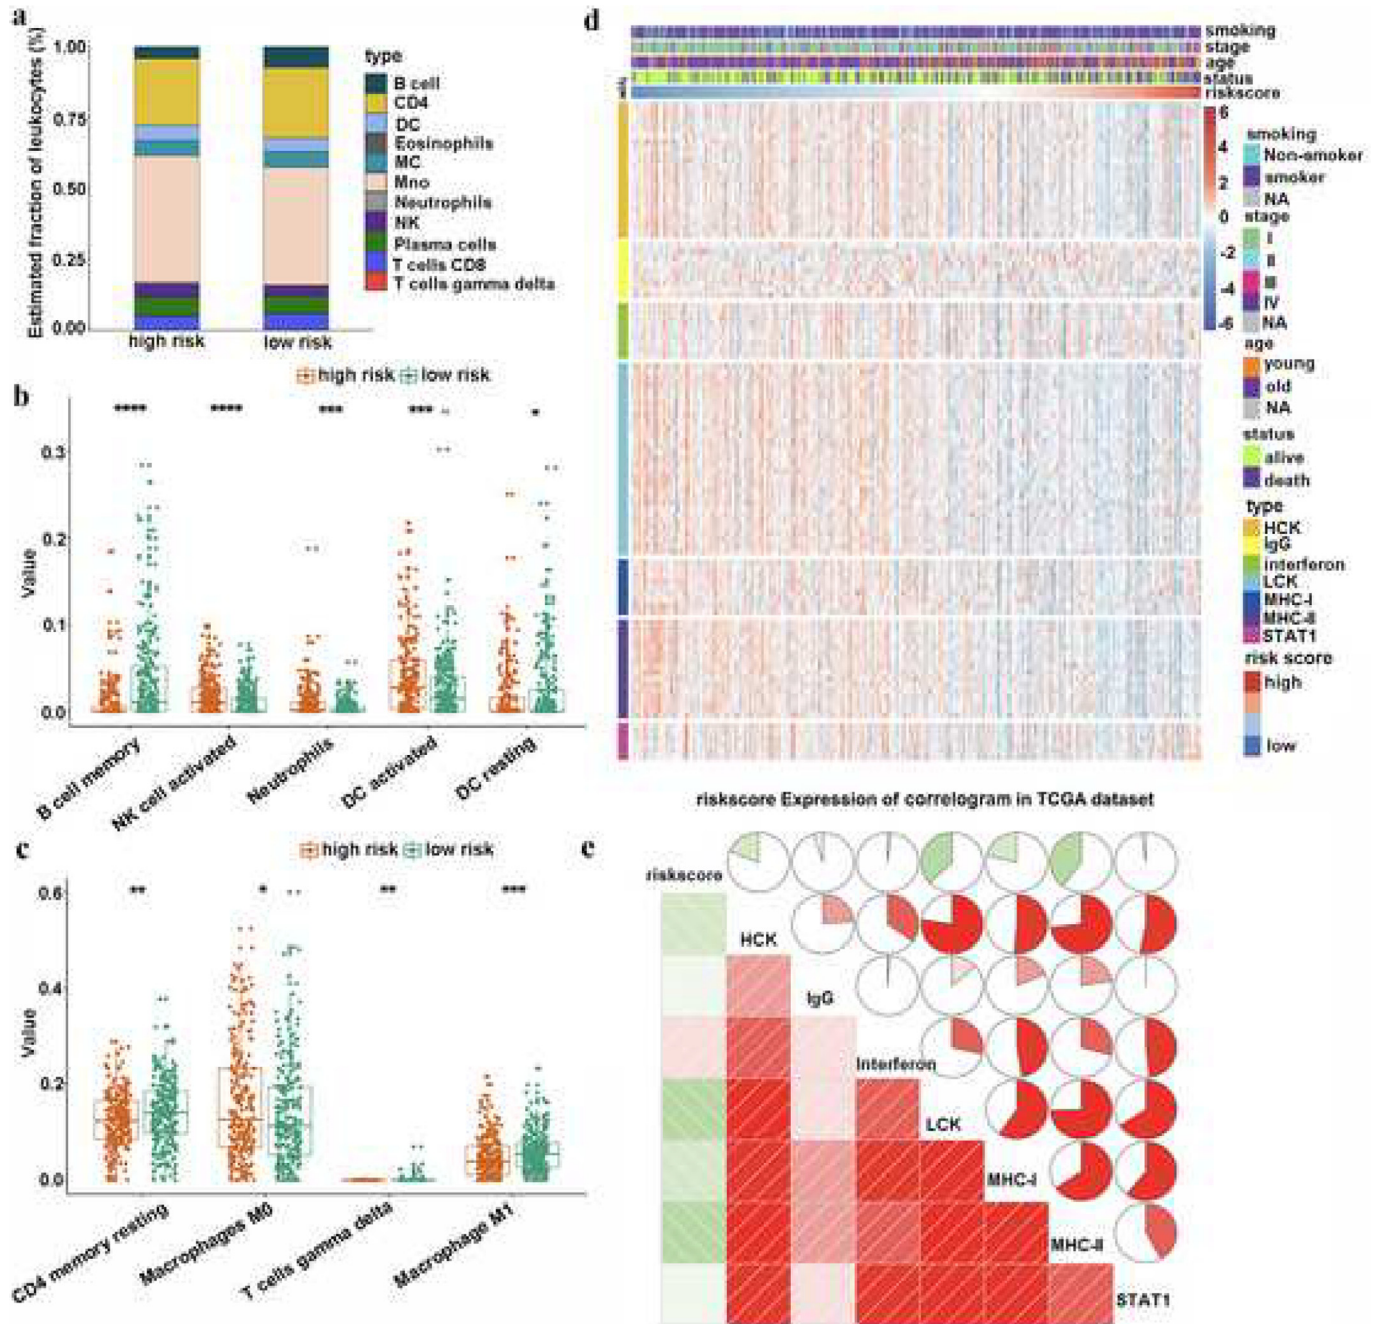 a
Estimated fraction of leukocytes (%)
1.00
0.75
0.50
0.25
0.00
high risk
low risk
type
B cell
CD4
DC
Eosinophils
MC
Mno
Neutrophils
NK
Plasma cells
T cells CD8
T cells gamma delta
b
high risk low risk
Value
0.3
0.2
0.1
0.0
**** **** *** *** *
B cell memory
NK cell activated
Neutrophils
DC activated
DC resting
c
high risk low risk
Value
0.6
0.4
0.2
0.0
** * ** ***
CD4 memory resting
Macrophages M0
T cells gamma delta
Macrophage M1
d
smoking
stage
age
status
riskscore
6
4
2
0
-2
-4
-6
smoking
Non-smoker
smoker
NA
stage
I
II
III
IV
NA
age
young
old
NA
status
alive
death
type
HCK
IgG
interferon
LCK
MHC-I
MHC-II
STAT1
risk score
high
low
riskscore Expression of correlogram in TCGA dataset
e
riskscore
HCK
IgG
Interferon
LCK
MHC-I
MHC-II
STAT1